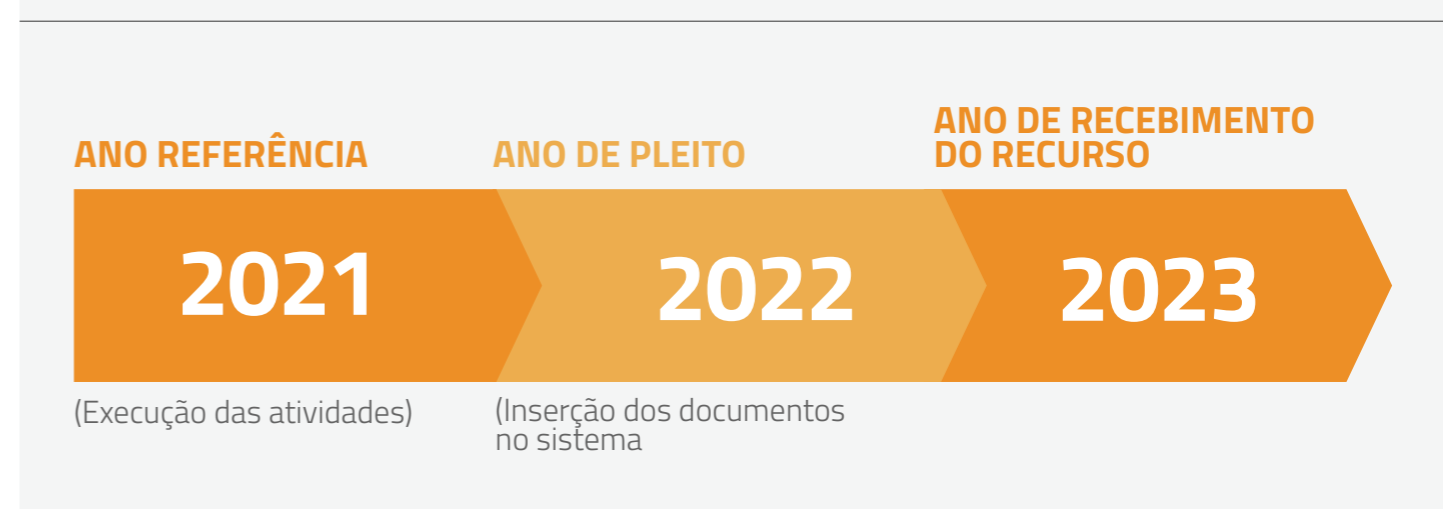 ANO REFERÊNCIA
ANO DE PLEITO
ANO DE RECEBIMENTO
DO RECURSO
2021
2022
2023
(Execução das atividades)
(Inserção dos documentos
no sistema